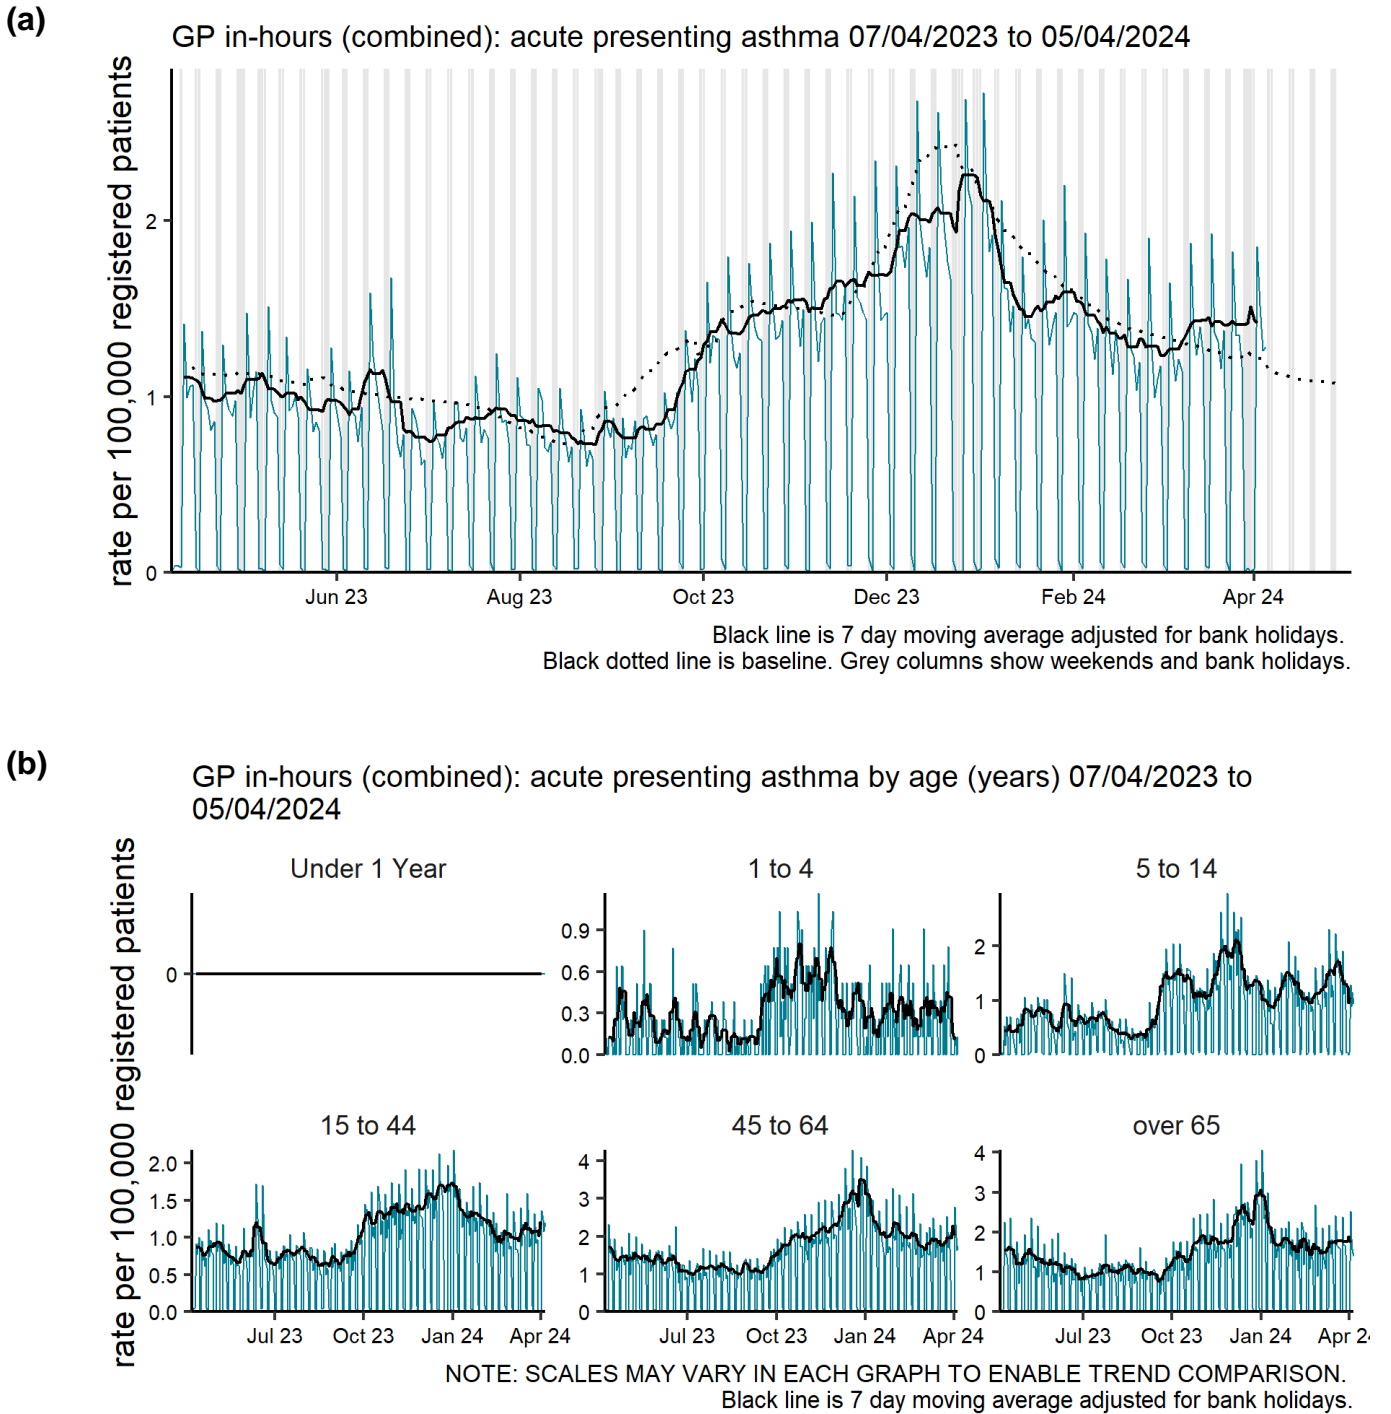 (a)
GP in-hours (combined): acute presenting asthma 07/04/2023 to 05/04/2024
rate per 100,000 registered patients
2
1
0
Jun 23 Aug 23 Oct 23 Dec 23 Feb 24 Apr 24
Black line is 7 day moving average adjusted for bank holidays.
Black dotted line is baseline. Grey columns show weekends and bank holidays.
(b)
GP in-hours (combined): acute presenting asthma by age (years) 07/04/2023 to
05/04/2024
rate per 100,000 registered patients
Under 1 Year
0
1 to 4
0.9
0.6
0.3
0.0
5 to 14
2
1
0
15 to 44
2.0
1.5
1.0
0.5
0.0
Jul 23 Oct 23 Jan 24 Apr 24
45 to 64
4
3
2
1
0
Jul 23 Oct 23 Jan 24 Apr 24
over 65
4
3
2
1
0
Jul 23 Oct 23 Jan 24 Apr 2
NOTE: SCALES MAY VARY IN EACH GRAPH TO ENABLE TREND COMPARISON.
Black line is 7 day moving average adjusted for bank holidays.